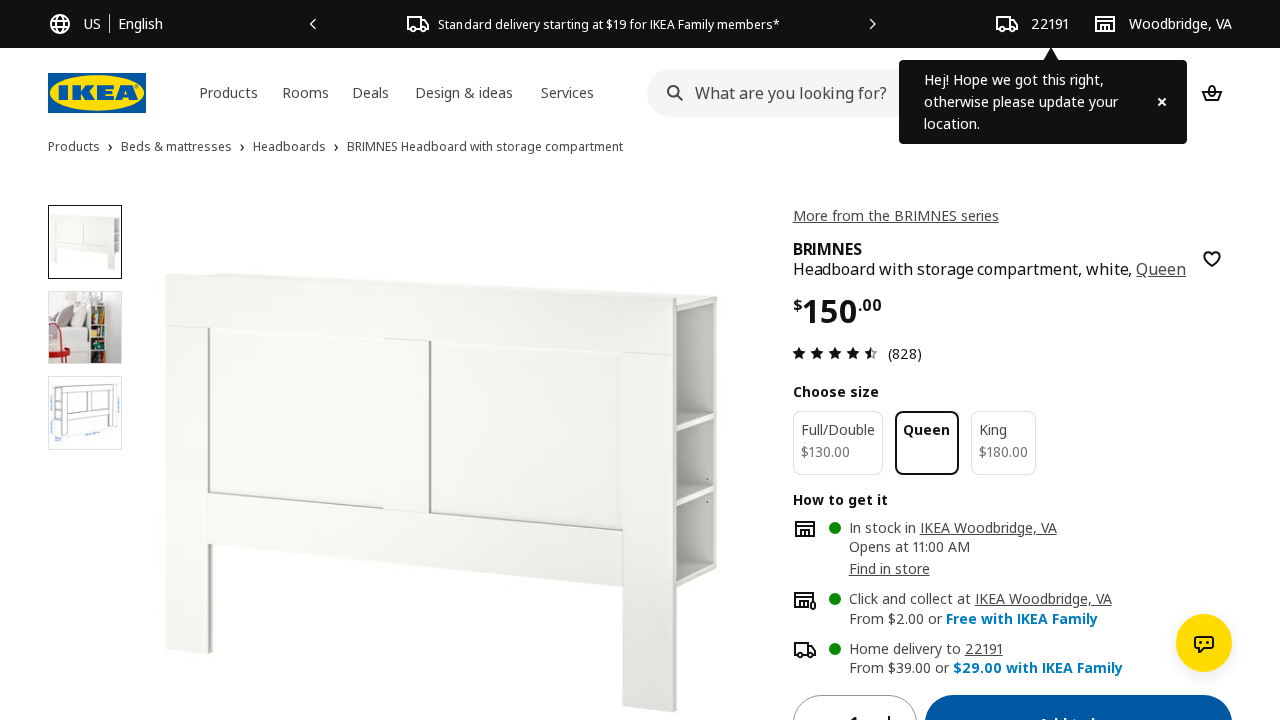 US English
Standard delivery starting at $19 for IKEA Family members*
22191
Woodbridge, VA
IKEA
Products Rooms Deals Design & ideas Services
What are you looking for?
Hej! Hope we got this right,
otherwise please update your
location.
Products › Beds & mattresses › Headboards › BRIMNES Headboard with storage compartment
More from the BRIMNES series
BRIMNES
Headboard with storage compartment, white, Queen
$150.00
(828)
Choose size
Full/Double
$130.00
Queen
King
$180.00
How to get it
In stock in IKEA Woodbridge, VA
Opens at 11:00 AM
Find in store
Click and collect at IKEA Woodbridge, VA
From $2.00 or Free with IKEA Family
Home delivery to 22191
From $39.00 or $29.00 with IKEA Family